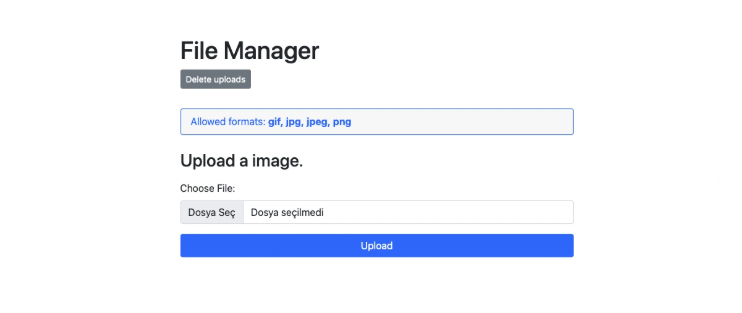 File Manager
Delete uploads
Allowed formats: gif, jpg, jpeg, png
Upload a image.
Choose File:
Dosya Seç Dosya seçilmedi
Upload